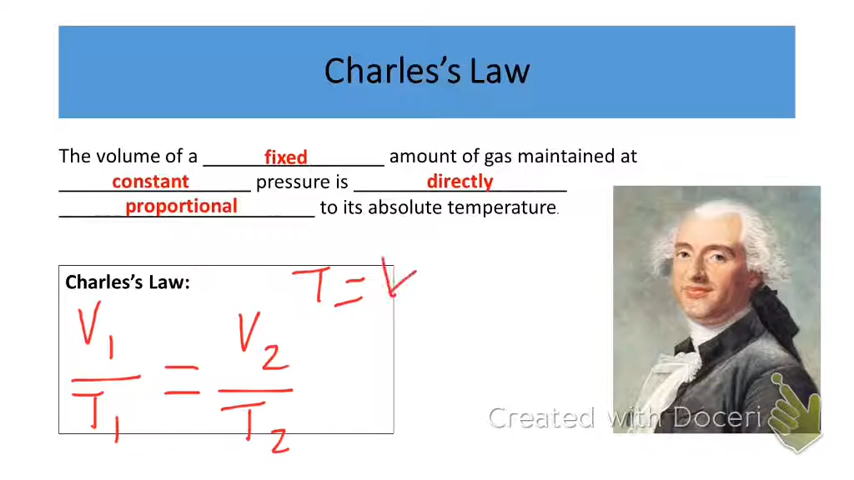 Charles's Law
The volume of a fixed amount of gas maintained at
constant pressure is directly
proportional to its absolute temperature.
Charles's Law:
T = V
V1/T1 = V2/T2
Created with Doceri